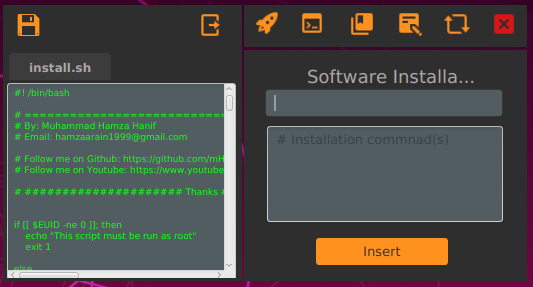 install.sh
#! /bin/bash
# ============================
# By: Muhammad Hamza Hanif
# Email: hamzaarain1999@gmail.com
# Follow me on Github: https://github.com/mH
# Follow me on Youtube: https://www.youtube
# ##################### Thanks #
if [[ $EUID -ne 0 ]]; then
echo "This script must be run as root"
exit 1
else
Software Installa...
# Installation commnad(s)
Insert